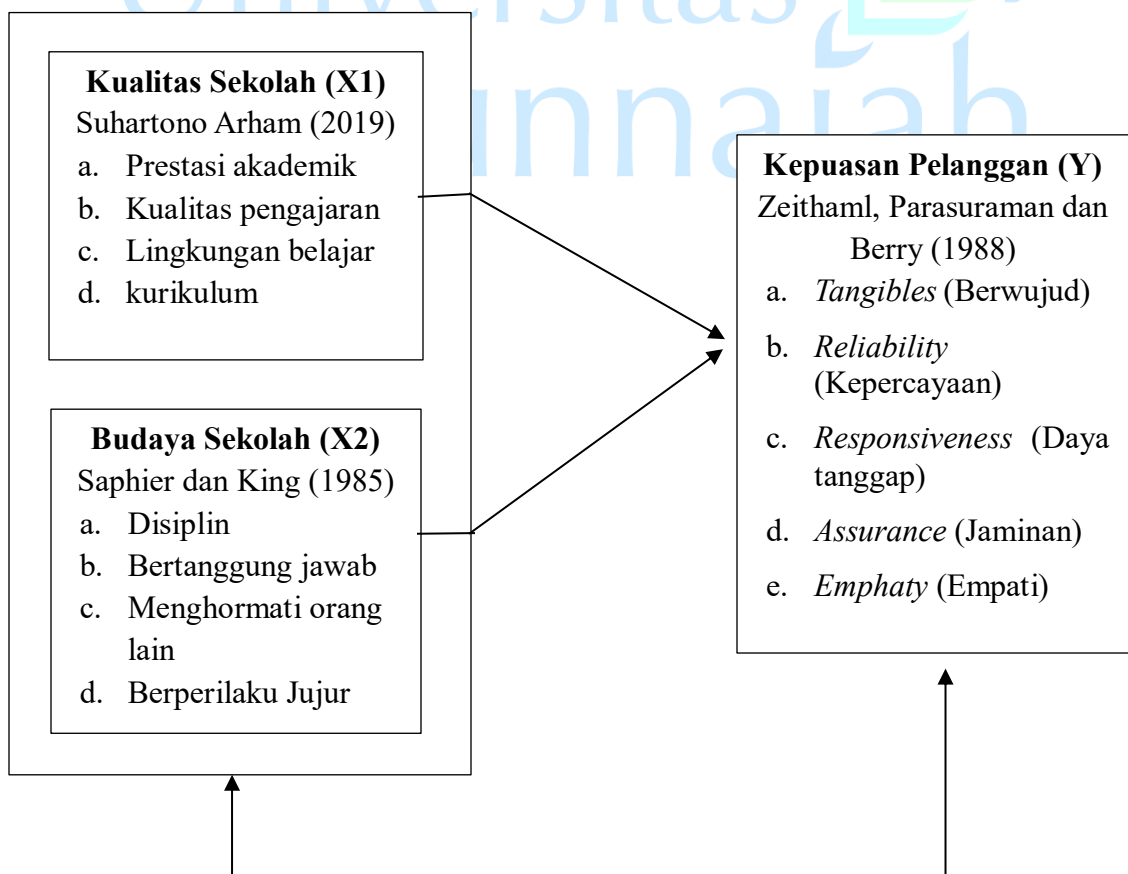 Universitas
Kualitas Sekolah (X1)
Suhartono Arham (2019)
a. Prestasi akademik
b. Kualitas pengajaran
c. Lingkungan belajar
d. kurikulum
Budaya Sekolah (X2)
Saphier dan King (1985)
a. Disiplin
b. Bertanggung jawab
c. Menghormati orang
lain
d. Berperilaku Jujur
Kepuasan Pelanggan (Y)
Zeithaml, Parasuraman dan
Berry (1988)
a. Tangibles (Berwujud)
b. Reliability
(Kepercayaan)
c. Responsiveness (Daya
tanggap)
d. Assurance (Jaminan)
e. Emphaty (Empati)